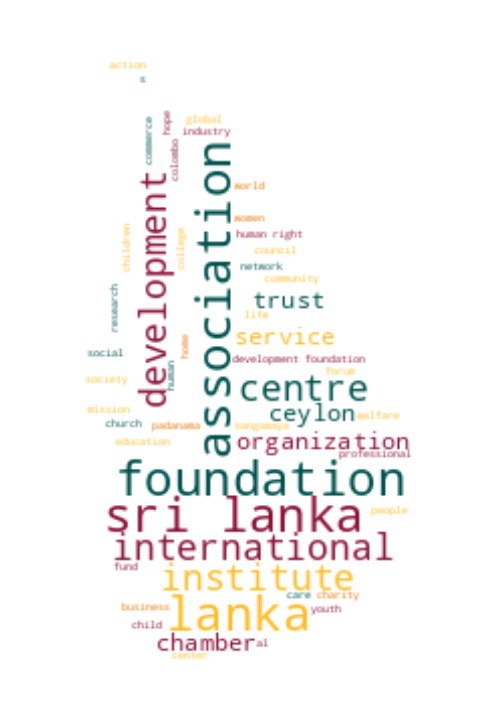 action
s
commerce
hope
global
industry
colombo
association
development
world
women
human right
children
college
council
network
community
research
trust
life
service
social
home
human
development foundation
forum
society
centre
mission
ceylon
welfare
church
padanama
sangamaya
education
organization
professional
foundation
sri lanka
people
international
fund
institute
care
charity
business
lanka
youth
child
chamber
al
center